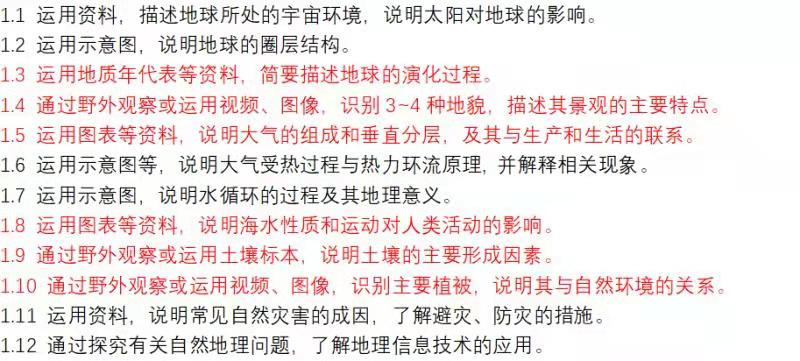 1.1 运用资料，描述地球所处的宇宙环境，说明太阳对地球的影响。
1.2 运用示意图，说明地球的圈层结构。
1.3 运用地质年代表等资料，简要描述地球的演化过程。
1.4 通过野外观察或运用视频、图像，识别 3~4 种地貌，描述其景观的主要特点。
1.5 运用图表等资料，说明大气的组成和垂直分层，及其与生产和生活的联系。
1.6 运用示意图等，说明大气受热过程与热力环流原理, 并解释相关现象。
1.7 运用示意图，说明水循环的过程及其地理意义。
1.8 运用图表等资料，说明海水性质和运动对人类活动的影响。
1.9 通过野外观察或运用土壤标本，说明土壤的主要形成因素。
1.10 通过野外观察或运用视频、图像，识别主要植被，说明其与自然环境的关系。
1.11 运用资料，说明常见自然灾害的成因，了解避灾、防灾的措施。
1.12 通过探究有关自然地理问题，了解地理信息技术的应用。